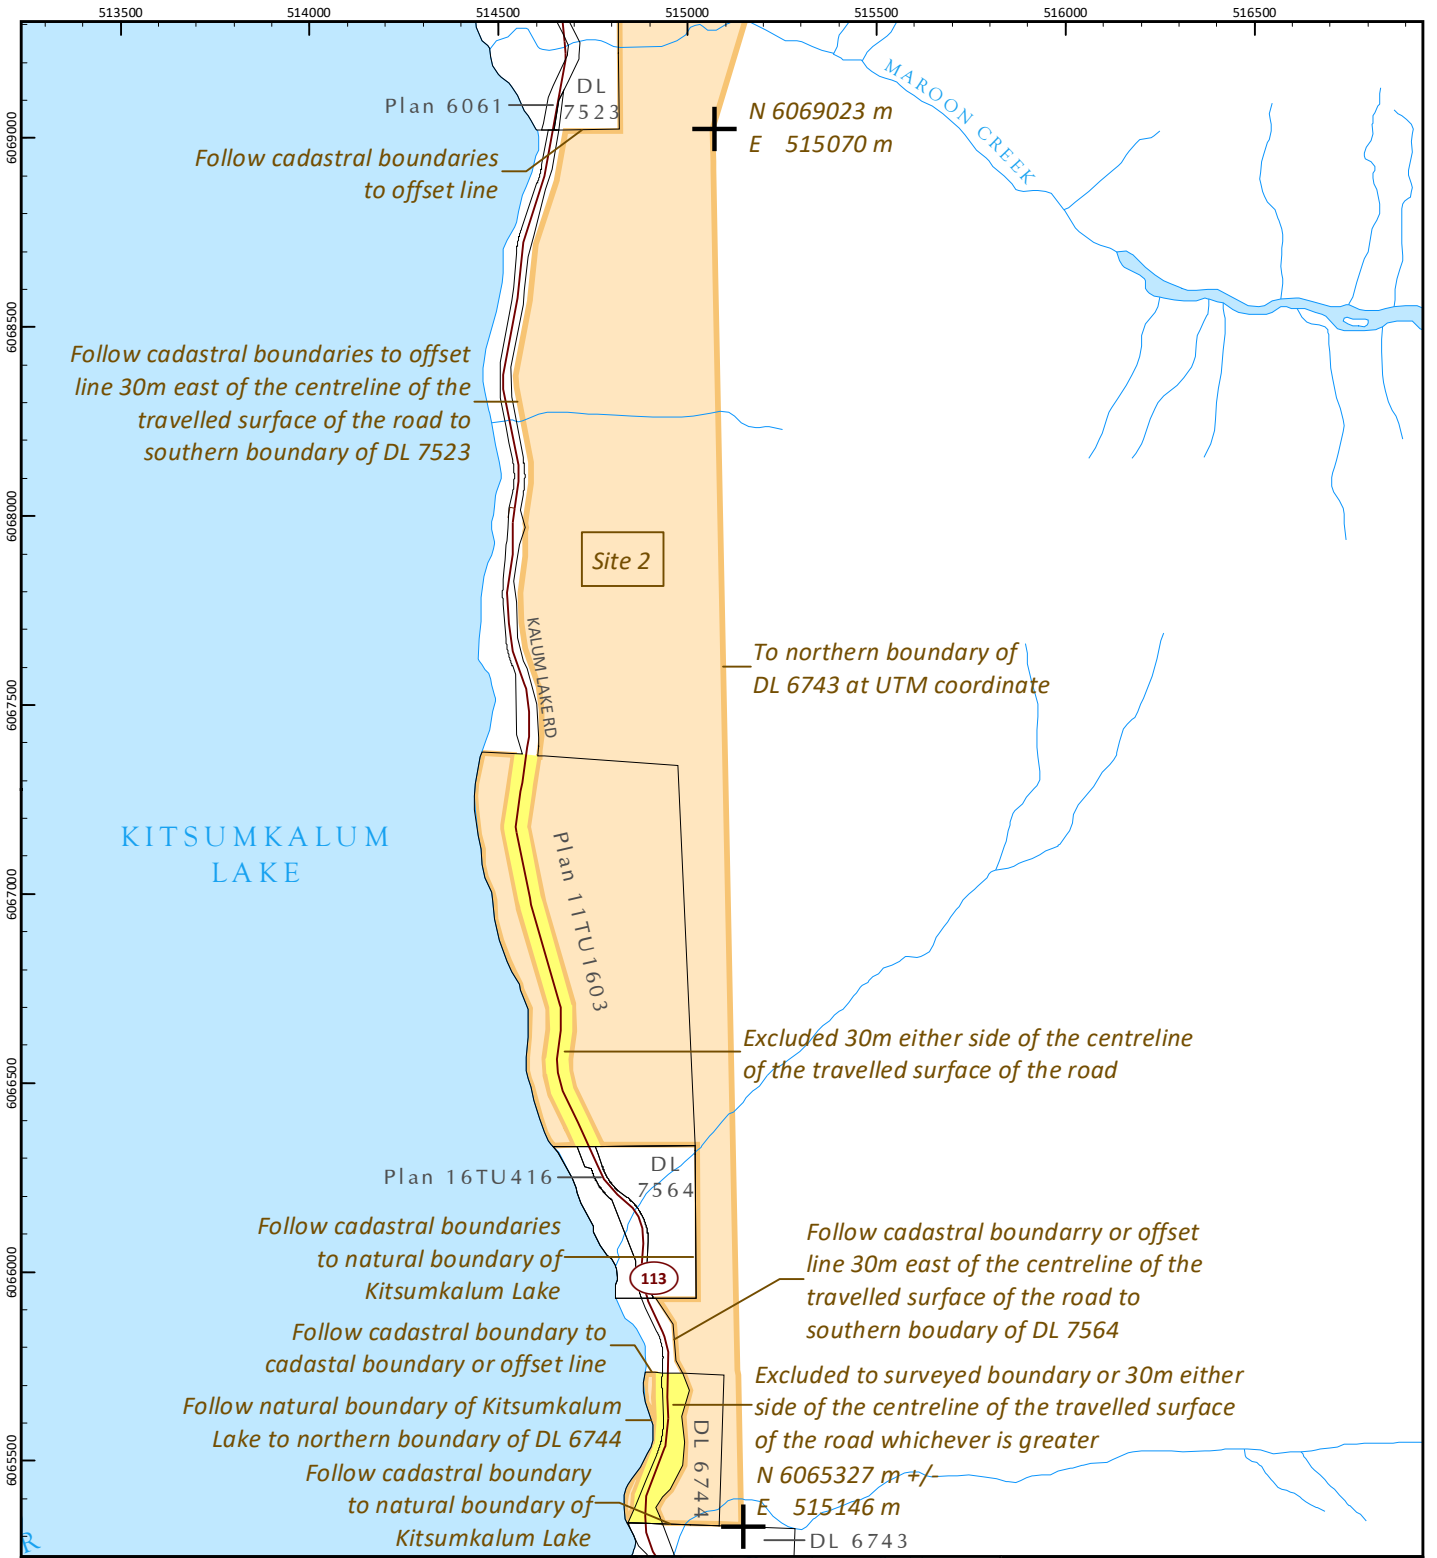 513500
514000
514500
515000
515500
516000
516500
6069000
6068500
6068000
6067500
6067000
6066500
6066000
6065500
DL
7523
Plan 6061
N 6069023 m
E 515070 m
MAROON CREEK
Follow cadastral boundaries
to offset line
Follow cadastral boundaries to offset
line 30m east of the centreline of the
travelled surface of the road to
southern boundary of DL 7523
Site 2
KALUM LAKE RD
To northern boundary of
DL 6743 at UTM coordinate
KITSUMKALUM
LAKE
Plan 11TU1603
Excluded 30m either side of the centreline
of the travelled surface of the road
Plan 16TU416
DL
7564
Follow cadastral boundaries
to natural boundary of
Kitsumkalum Lake
113
Follow cadastral boundarry or offset
line 30m east of the centreline of the
travelled surface of the road to
southern boudary of DL 7564
Follow cadastral boundary to
cadastal boundary or offset line
Excluded to surveyed boundary or 30m either
side of the centreline of the travelled surface
of the road whichever is greater
Follow natural boundary of Kitsumkalum
Lake to northern boundary of DL 6744
DL 6744
Follow cadastral boundary
to natural boundary of
Kitsumkalum Lake
N 6065327 m +/-
E 515146 m
DL 6743
R